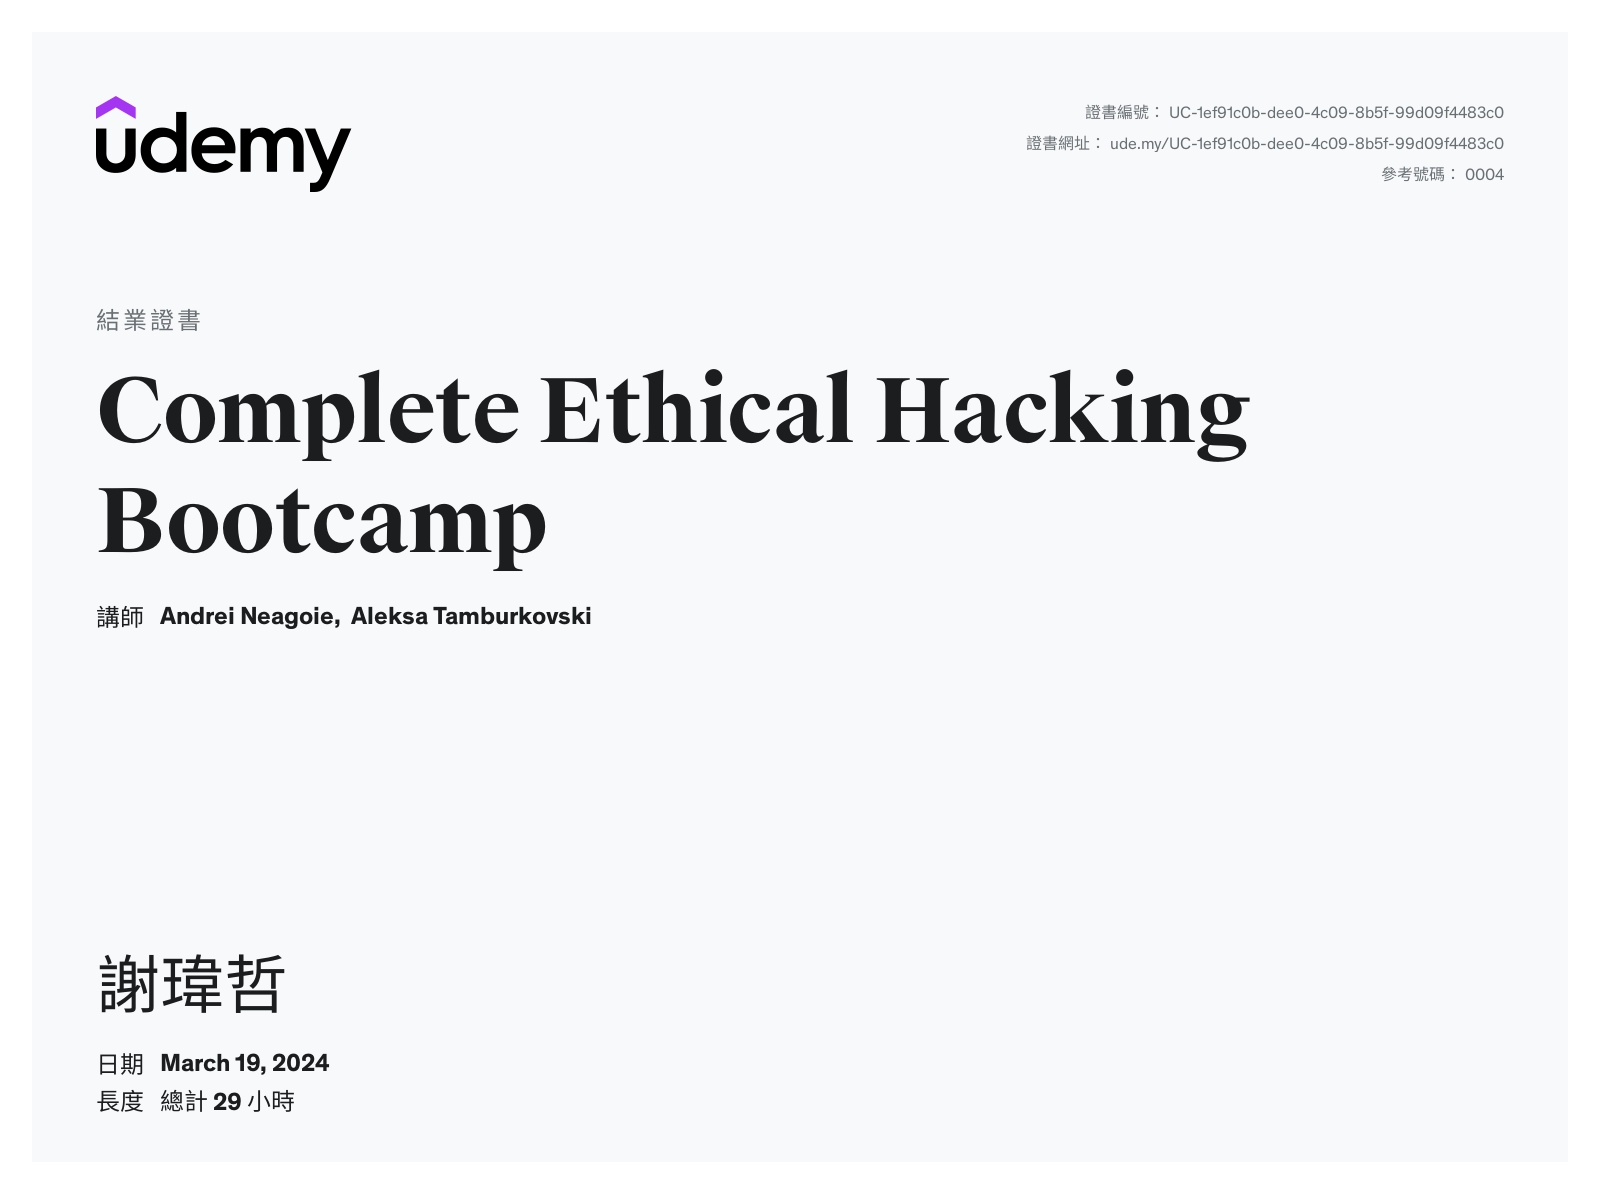 udemy
證書編號： UC-1ef91c0b-dee0-4c09-8b5f-99d09f4483c0
證書網址： ude.my/UC-1ef91c0b-dee0-4c09-8b5f-99d09f4483c0
參考號碼： 0004
結業證書
Complete Ethical Hacking
Bootcamp
講師 Andrei Neagoie, Aleksa Tamburkovski
謝瑋哲
日期 March 19, 2024
長度 總計 29 小時